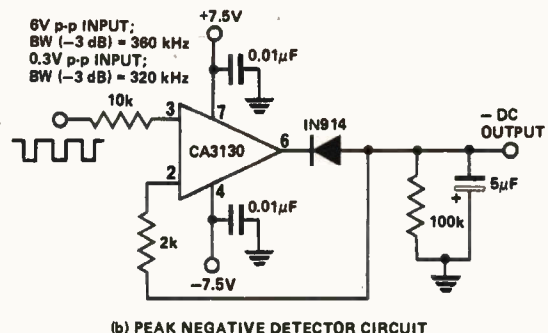 6V p-p INPUT;
BW (-3 dB) = 360 kHz
0.3V p-p INPUT;
BW (-3 dB) = 320 kHz
+7.5V
0.01µF
10k
3
7
CA3130
6
IN914
– DC
OUTPUT
2
4
0.01µF
2k
–7.5V
100k
+
5µF
(b) PEAK NEGATIVE DETECTOR CIRCUIT